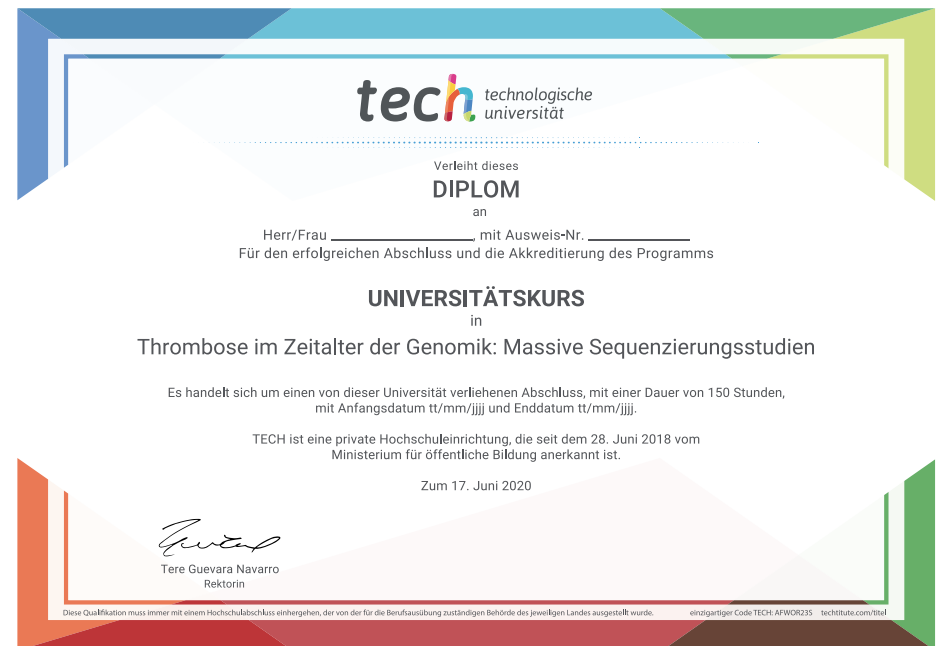 tech technologische
universität
Verleiht dieses
DIPLOM
an
Herr/Frau ____________, mit Ausweis-Nr. ____________
Für den erfolgreichen Abschluss und die Akkreditierung des Programms
UNIVERSITÄTSKURS
in
Thrombose im Zeitalter der Genomik: Massive Sequenzierungsstudien
Es handelt sich um einen von dieser Universität verliehenen Abschluss, mit einer Dauer von 150 Stunden,
mit Anfangsdatum tt/mm/jjjj und Enddatum tt/mm/jjjj.
TECH ist eine private Hochschuleinrichtung, die seit dem 28. Juni 2018 vom
Ministerium für öffentliche Bildung anerkannt ist.
Zum 17. Juni 2020
Tere Guevara Navarro
Rektorin
Diese Qualifikation muss immer mit einem Hochschulabschluss einhergehen, der von der für die Berufsausübung zuständigen Behörde des jeweiligen Landes ausgestellt wurde. einzigartiger Code TECH: AFWOR23S techtitute.com/titel